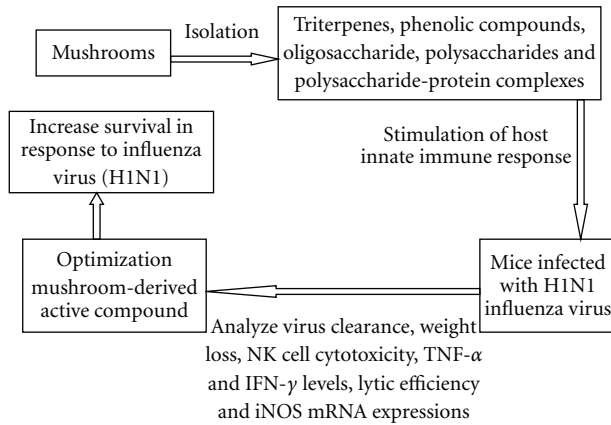 Mushrooms
Isolation
Triterpenes, phenolic compounds,
oligosaccharide, polysaccharides and
polysaccharide-protein complexes
Stimulation of host
innate immune response
Mice infected
with H1N1
influenza virus
Analyze virus clearance, weight
loss, NK cell cytotoxicity, TNF-α
and IFN-γ levels, lytic efficiency
and iNOS mRNA expressions
Optimization
mushroom-derived
active compound
Increase survival in
response to influenza
virus (H1N1)